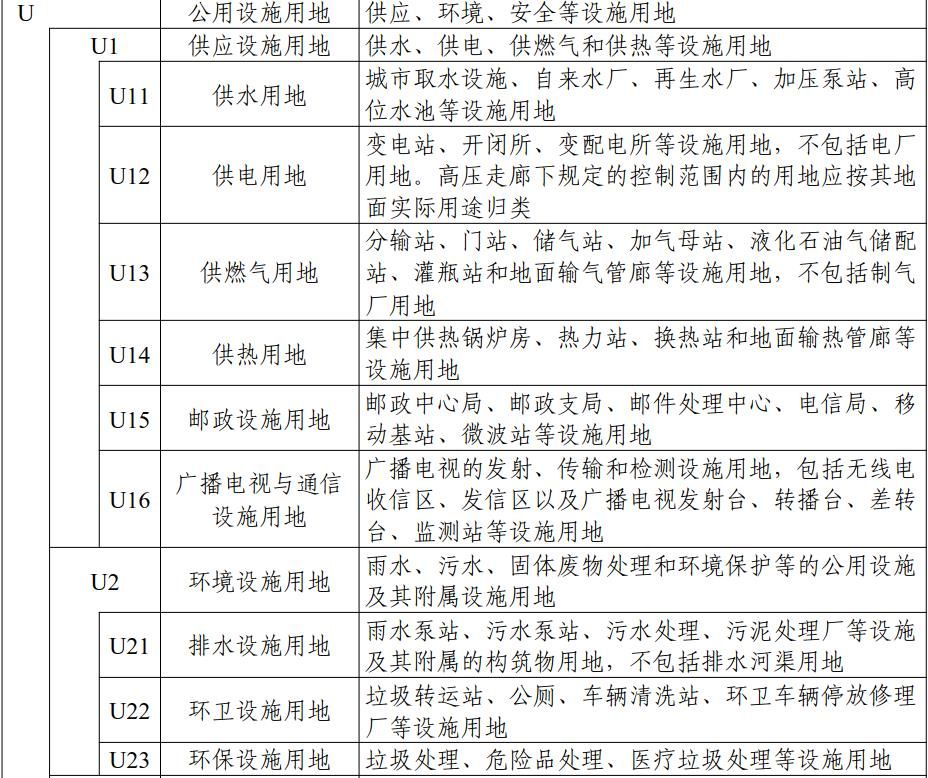 U 公用设施用地 供应、环境、安全等设施用地
U1 供应设施用地 供水、供电、供燃气和供热等设施用地
U11 供水用地 城市取水设施、自来水厂、再生水厂、加压泵站、高
位水池等设施用地
U12 供电用地 变电站、开闭所、变配电所等设施用地，不包括电厂
用地。高压走廊下规定的控制范围内的用地应按其地
面实际用途归类
U13 供燃气用地 分输站、门站、储气站、加气母站、液化石油气储配
站、灌瓶站和地面输气管廊等设施用地，不包括制气
厂用地
U14 供热用地 集中供热锅炉房、热力站、换热站和地面输热管廊等
设施用地
U15 邮政设施用地 邮政中心局、邮政支局、邮件处理中心、电信局、移
动基站、微波站等设施用地
U16 广播电视与通信
设施用地 广播电视的发射、传输和检测设施用地，包括无线电
收信区、发信区以及广播电视发射台、转播台、差转
台、监测站等设施用地
U2 环境设施用地 雨水、污水、固体废物处理和环境保护等的公用设施
及其附属设施用地
U21 排水设施用地 雨水泵站、污水泵站、污水处理、污泥处理厂等设施
及其附属的构筑物用地，不包括排水河渠用地
U22 环卫设施用地 垃圾转运站、公厕、车辆清洗站、环卫车辆停放修理
厂等设施用地
U23 环保设施用地 垃圾处理、危险品处理、医疗垃圾处理等设施用地